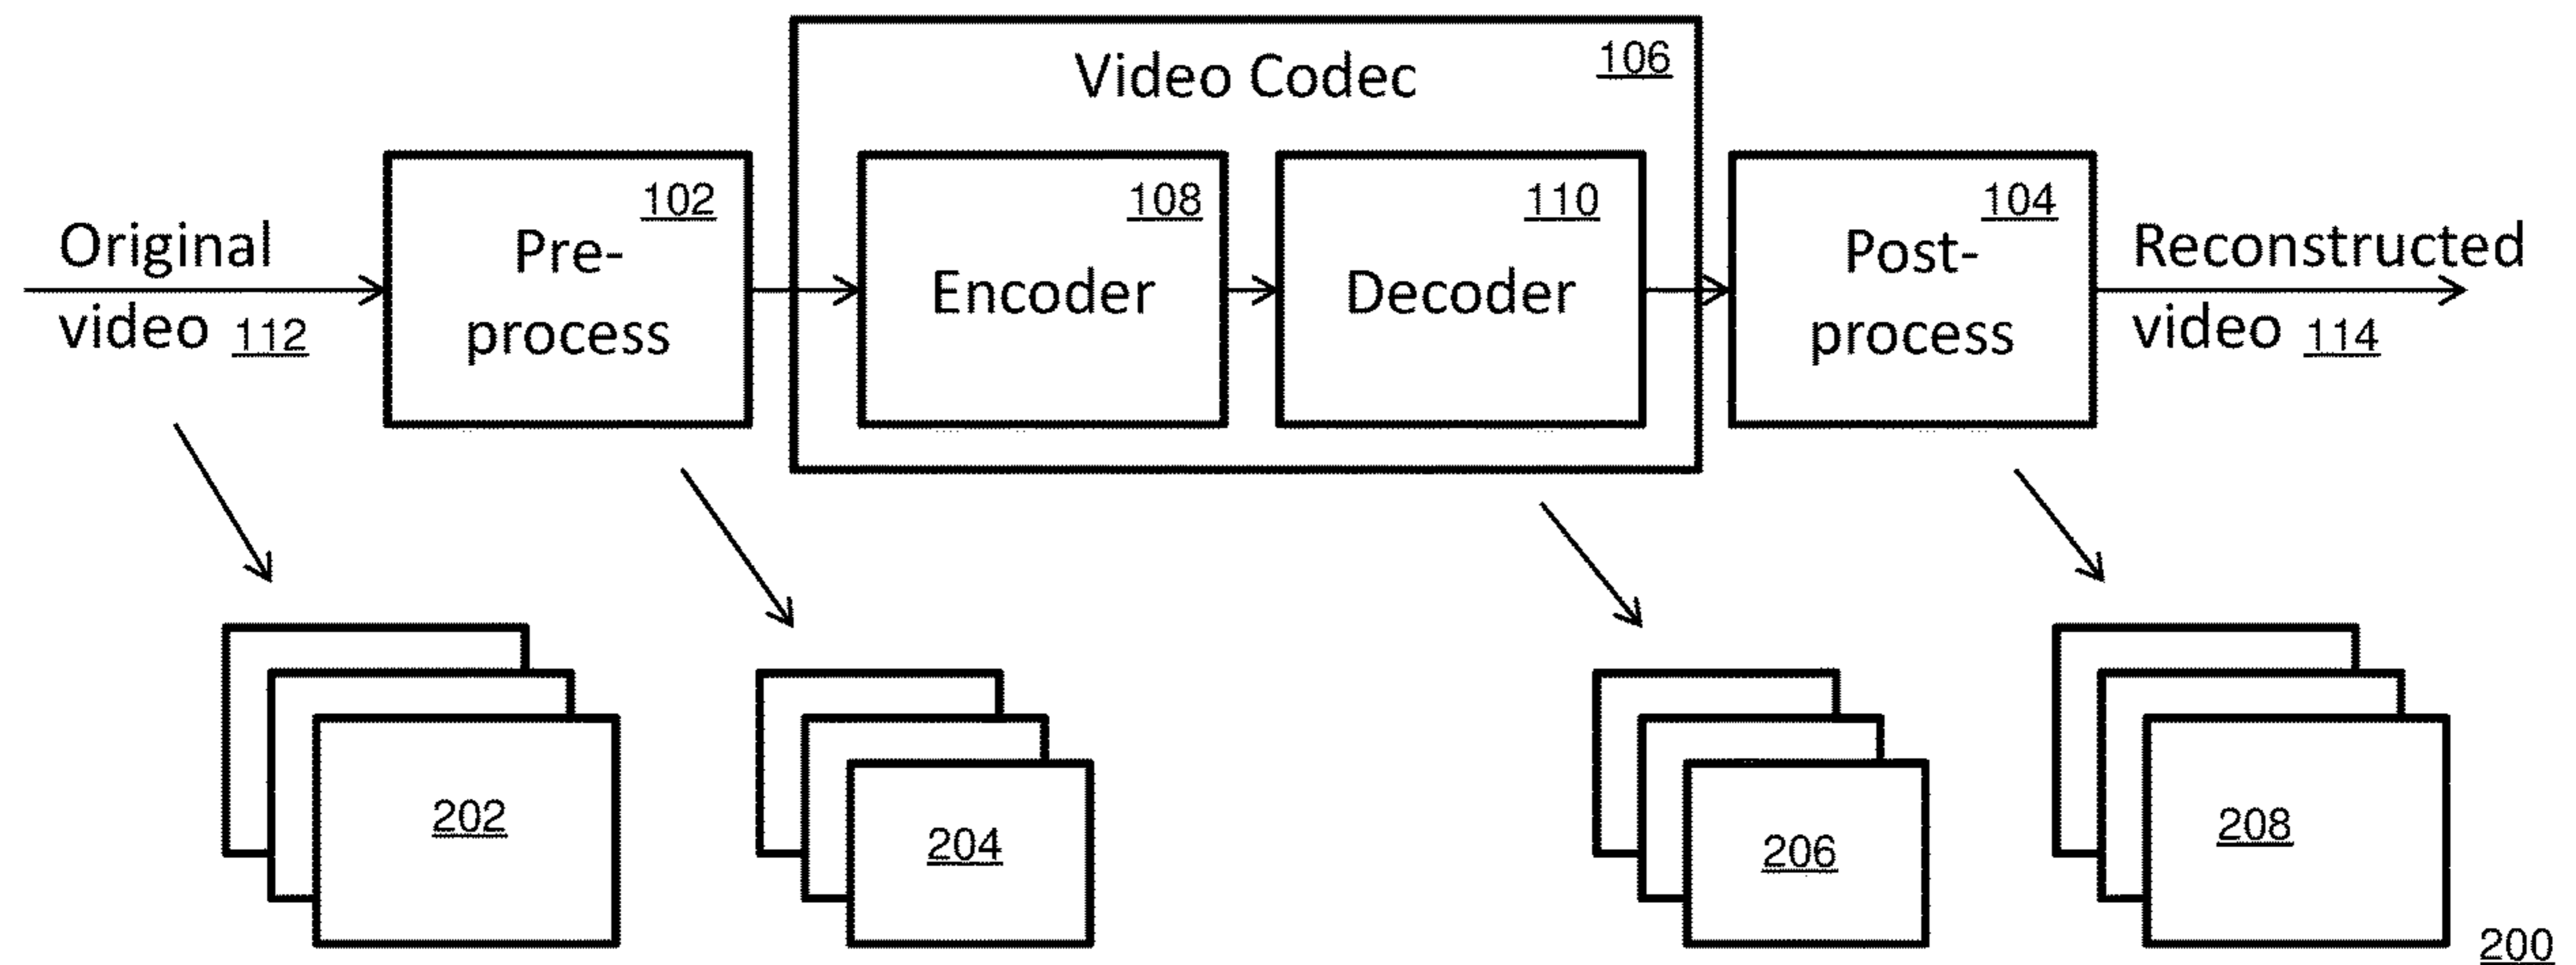 Video Codec 106
Original
video 112
102
Pre-
process
108
Encoder
110
Decoder
104
Post-
process
Reconstructed
video 114
202
204
206
208
200